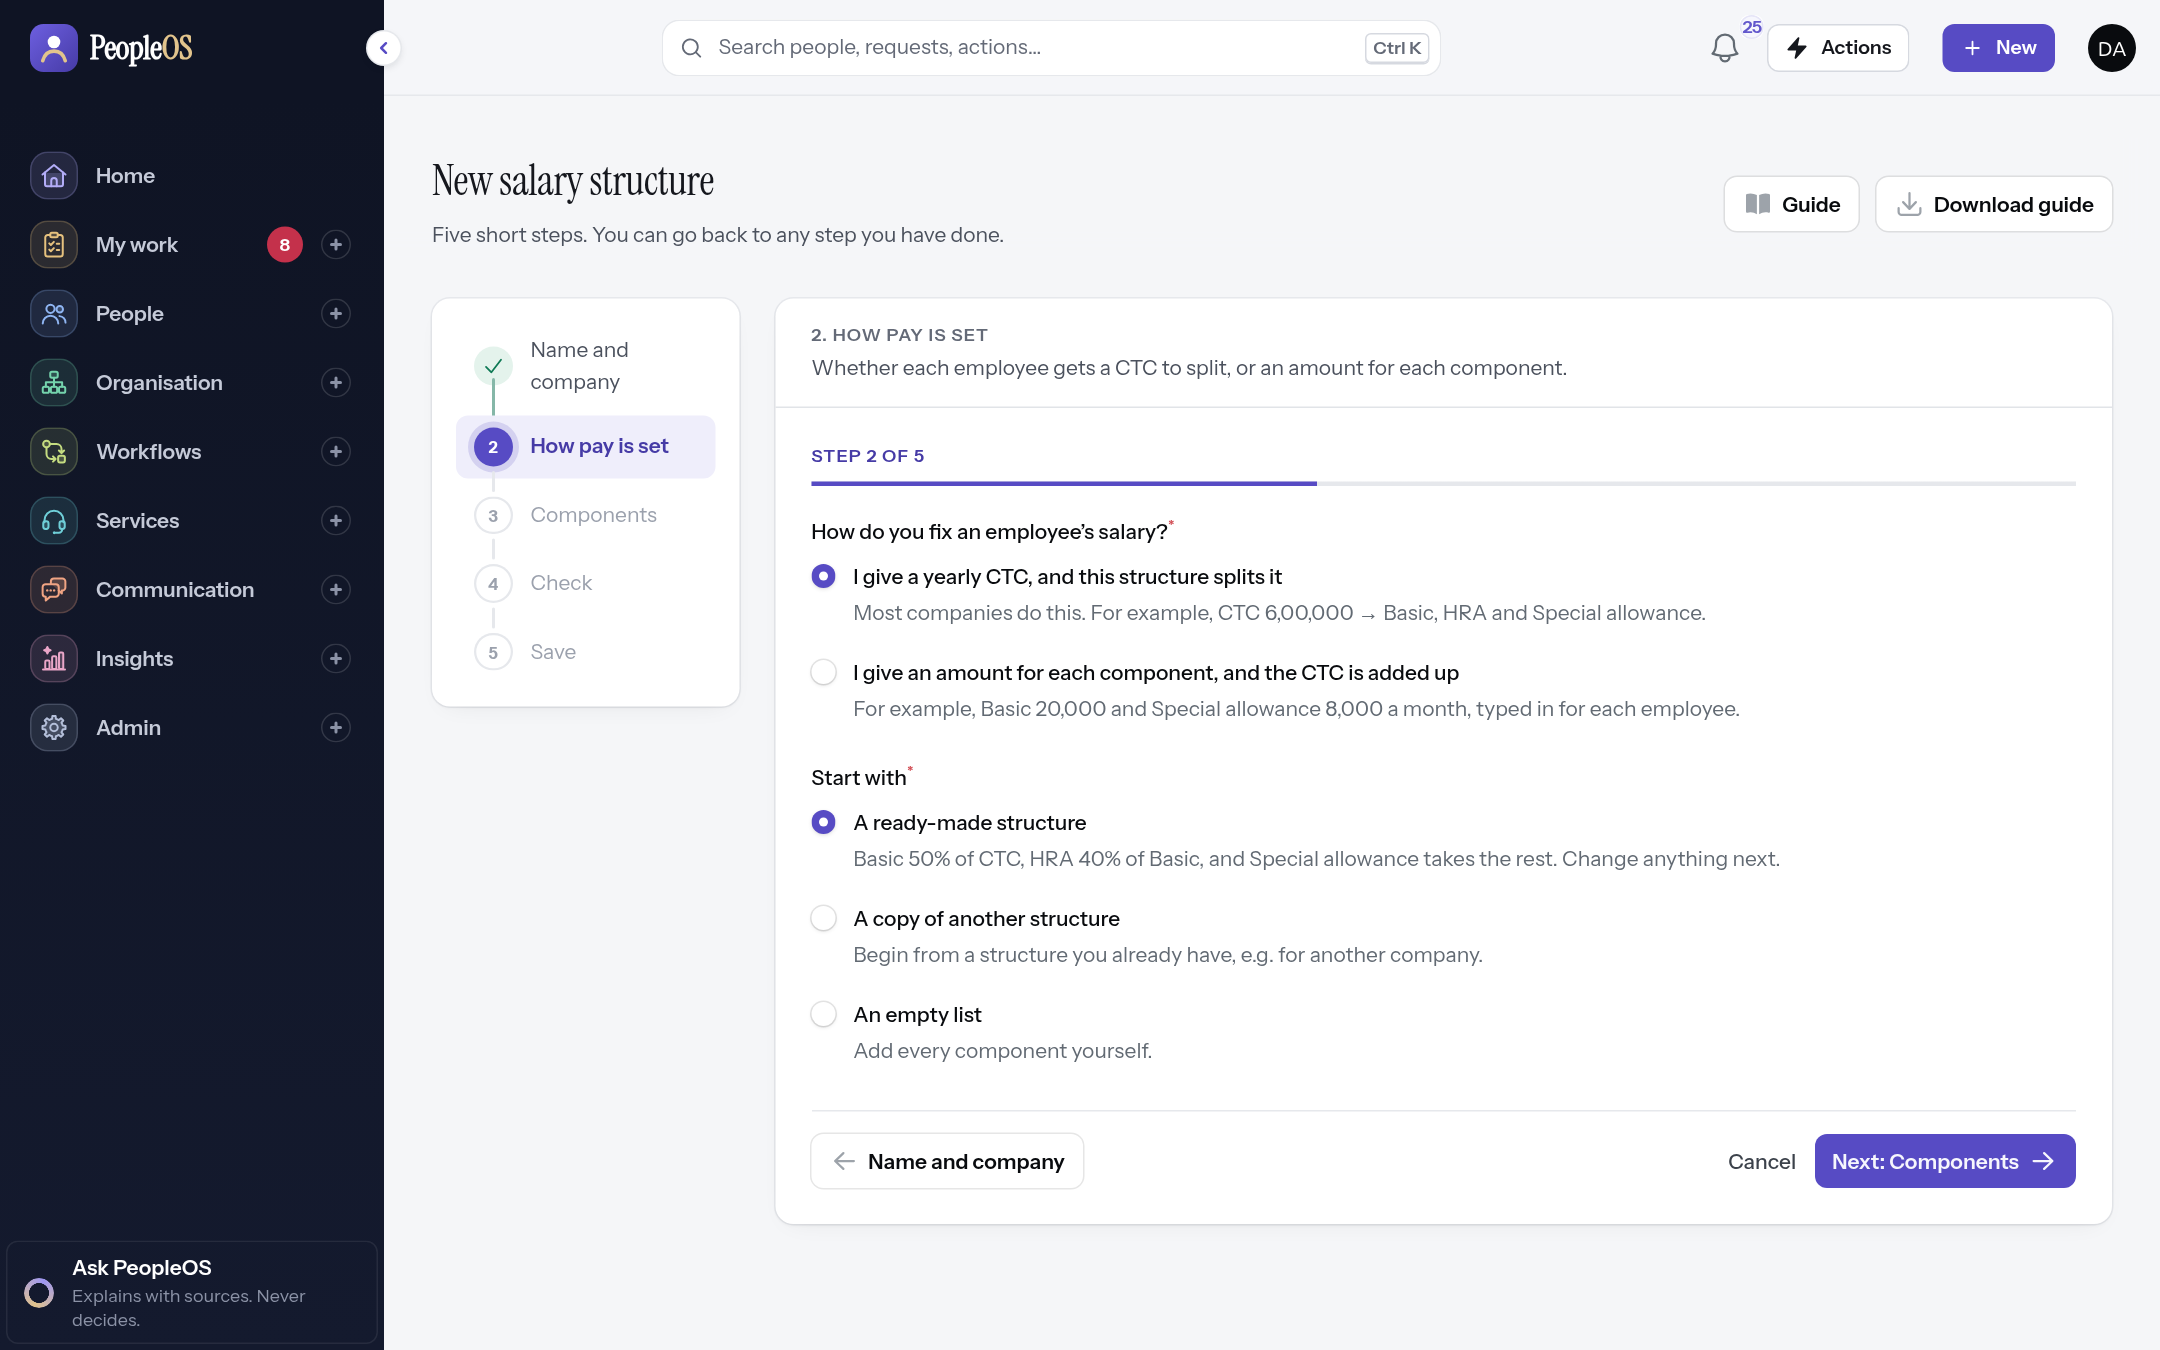 PeopleOS
Search people, requests, actions...
Ctrl K
25
Actions
New
DA
Home
My work
8
People
Organisation
Workflows
Services
Communication
Insights
Admin
Ask PeopleOS
Explains with sources. Never
decides.
New salary structure
Five short steps. You can go back to any step you have done.
Guide
Download guide
Name and
company
2 How pay is set
3 Components
4 Check
5 Save
2. HOW PAY IS SET
Whether each employee gets a CTC to split, or an amount for each component.
STEP 2 OF 5
How do you fix an employee’s salary?*
I give a yearly CTC, and this structure splits it
Most companies do this. For example, CTC 6,00,000 → Basic, HRA and Special allowance.
I give an amount for each component, and the CTC is added up
For example, Basic 20,000 and Special allowance 8,000 a month, typed in for each employee.
Start with*
A ready-made structure
Basic 50% of CTC, HRA 40% of Basic, and Special allowance takes the rest. Change anything next.
A copy of another structure
Begin from a structure you already have, e.g. for another company.
An empty list
Add every component yourself.
← Name and company
Cancel
Next: Components →